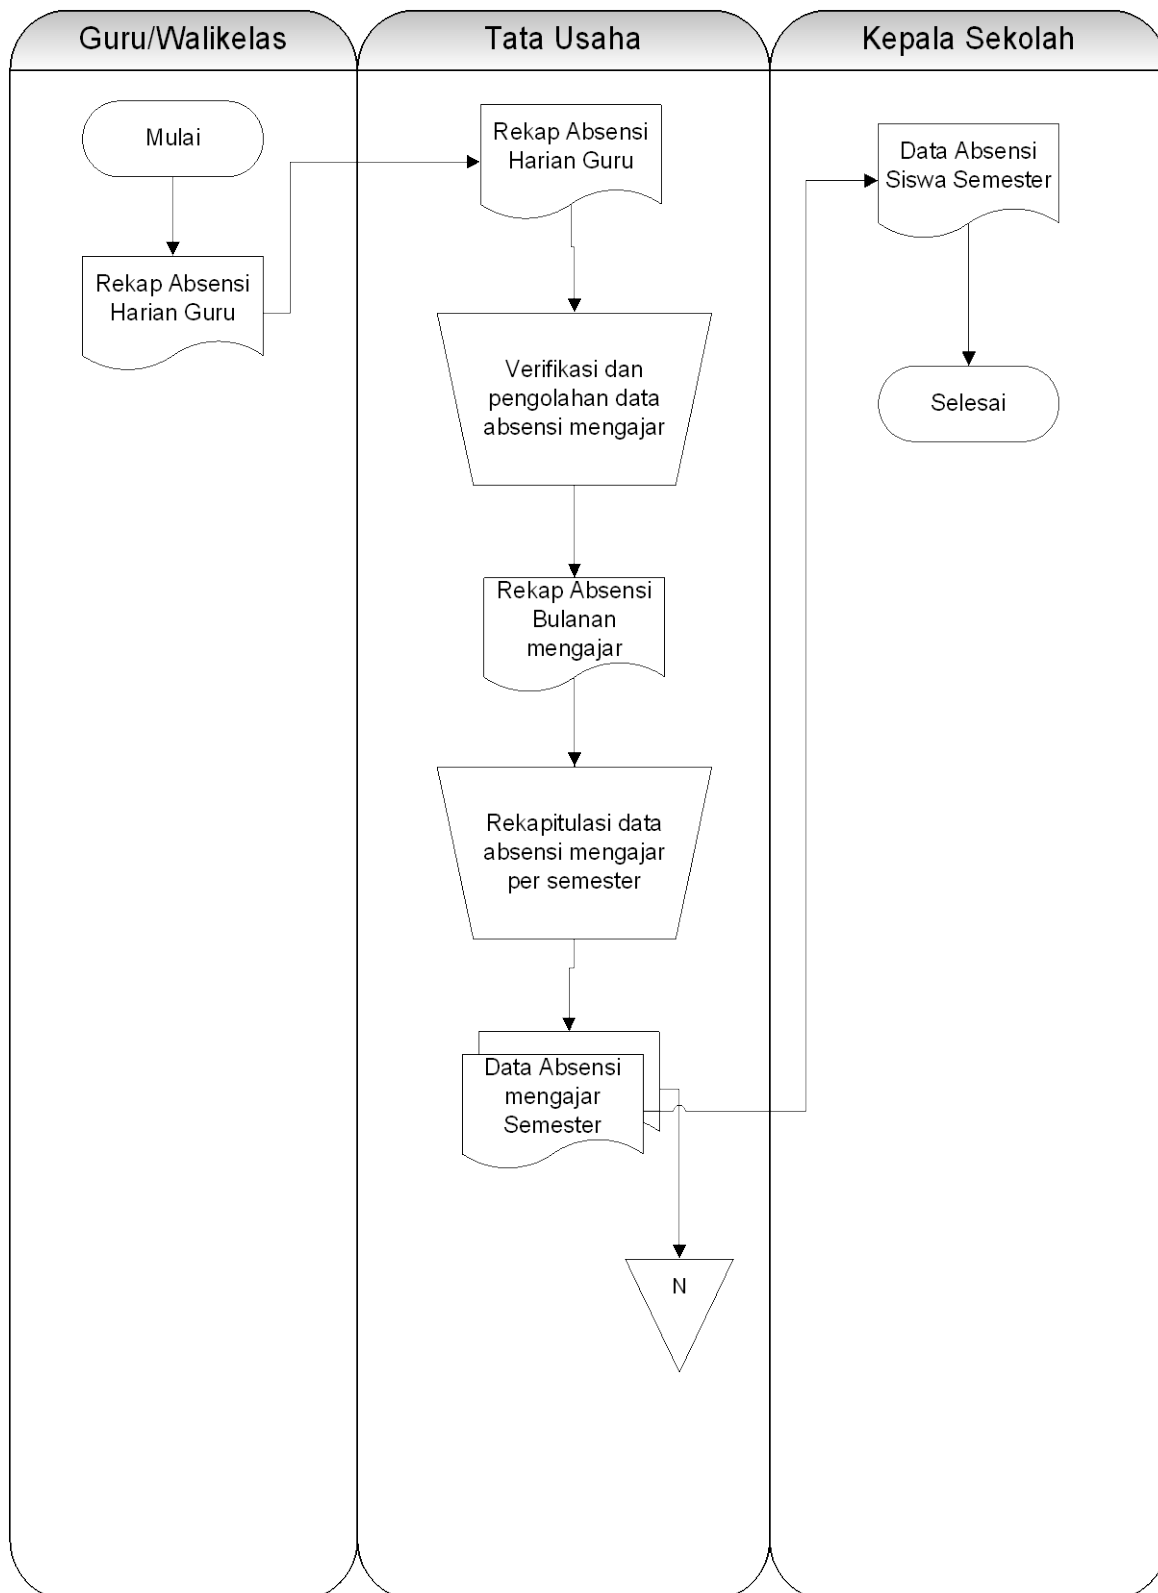 Guru/Walikelas
Tata Usaha
Kepala Sekolah
Mulai
Rekap Absensi
Harian Guru
Rekap Absensi
Harian Guru
Verifikasi dan
pengolahan data
absensi mengajar
Rekap Absensi
Bulanan
mengajar
Rekapitulasi data
absensi mengajar
per semester
Data Absensi
mengajar
Semester
N
Data Absensi
Siswa Semester
Selesai